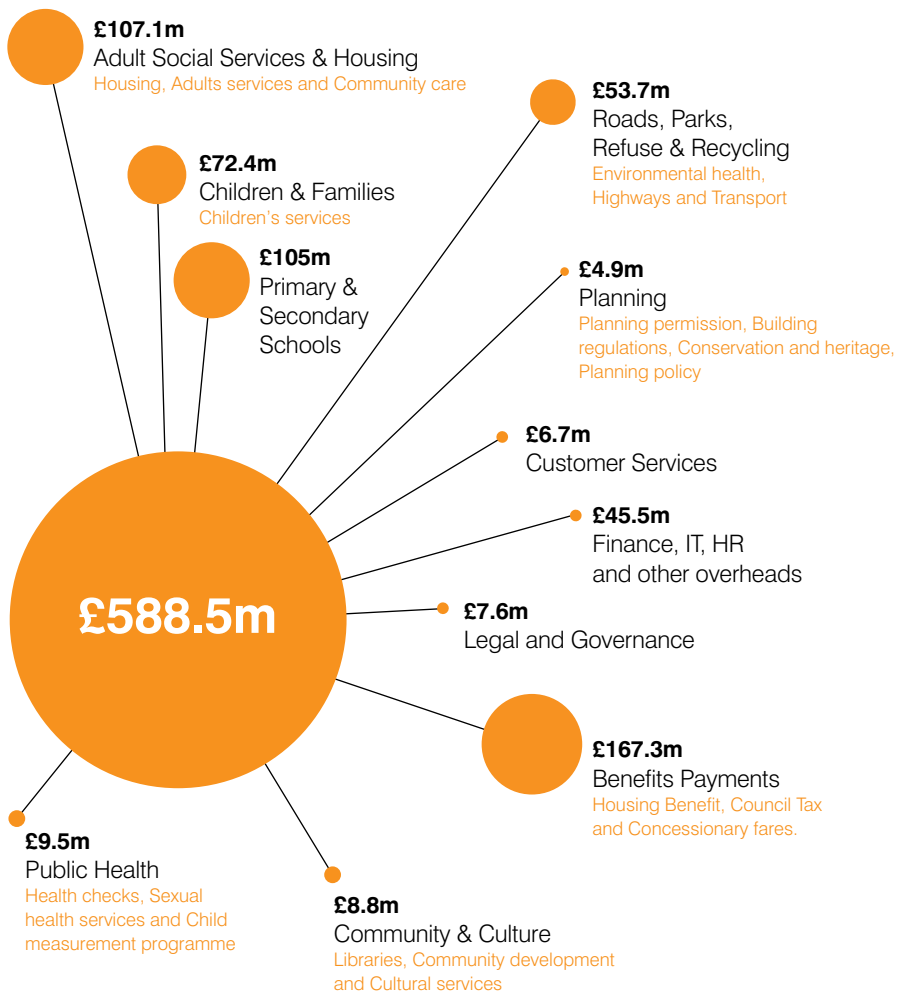 £107.1m
Adult Social Services & Housing
Housing, Adults services and Community care
£72.4m
Children & Families
Children's services
£105m
Primary &
Secondary
Schools
£53.7m
Roads, Parks,
Refuse & Recycling
Environmental health,
Highways and Transport
£4.9m
Planning
Planning permission, Building
regulations, Conservation and heritage,
Planning policy
£6.7m
Customer Services
£45.5m
Finance, IT, HR
and other overheads
£7.6m
Legal and Governance
£588.5m
£167.3m
Benefits Payments
Housing Benefit, Council Tax
and Concessionary fares.
£9.5m
Public Health
Health checks, Sexual
health services and Child
measurement programme
£8.8m
Community & Culture
Libraries, Community development
and Cultural services